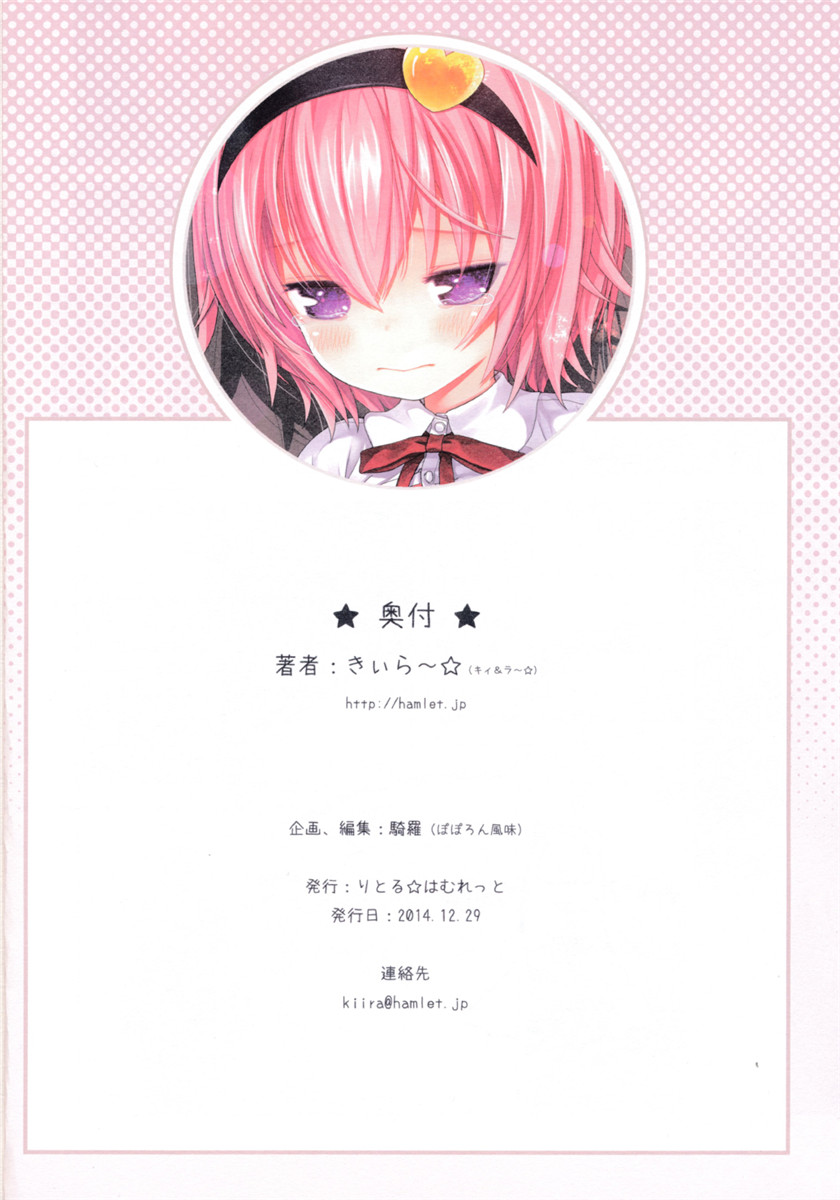 ★ 奥付 ★
著者：きぃら〜☆（キィ＆ラ〜☆）
http://hamlet.jp
企画、編集：騎羅（ぽぽろん風味）
発行：りとる☆はむれっと
発行日：2014.12.29
連絡先
kiira@hamlet.jp